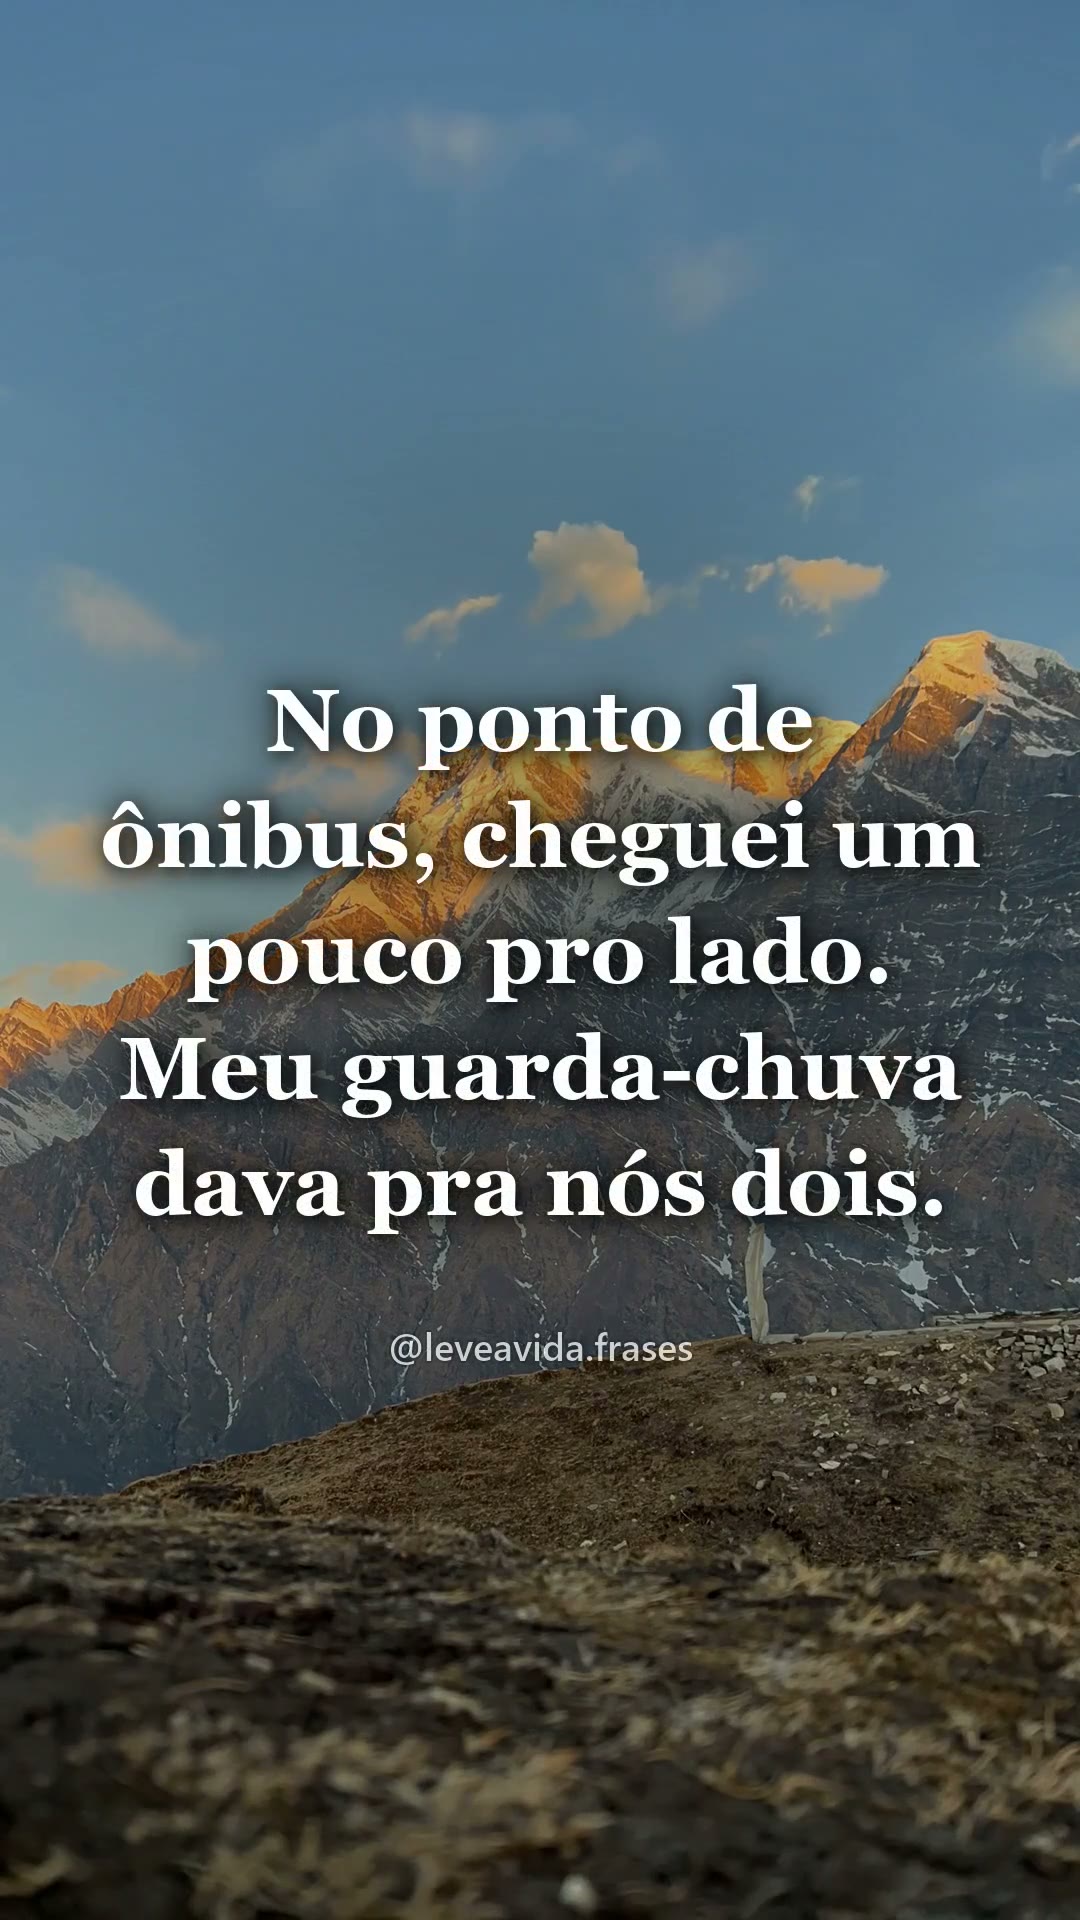 No ponto de
ônibus, cheguei um
pouco pro lado.
Meu guarda-chuva
dava pra nós dois.
@leveavida.frases